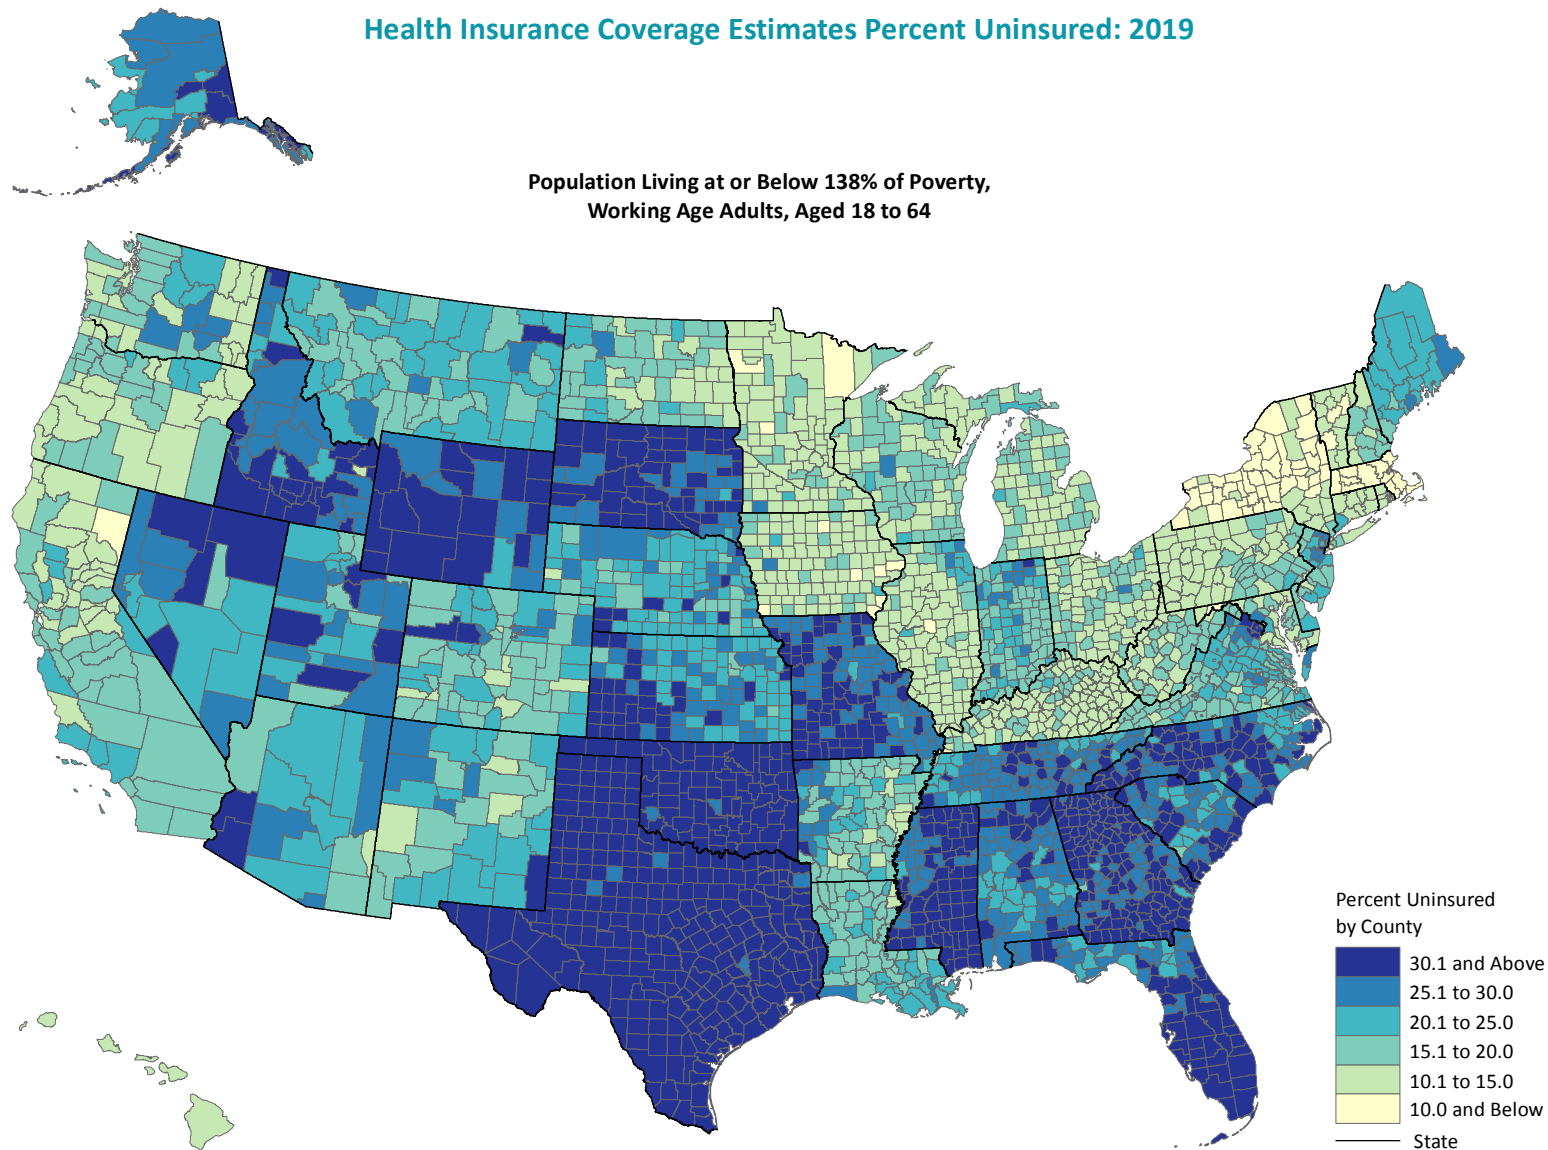 Health Insurance Coverage Estimates Percent Uninsured: 2019
Population Living at or Below 138% of Poverty,
Working Age Adults, Aged 18 to 64
Percent Uninsured
by County
30.1 and Above
25.1 to 30.0
20.1 to 25.0
15.1 to 20.0
10.1 to 15.0
10.0 and Below
State